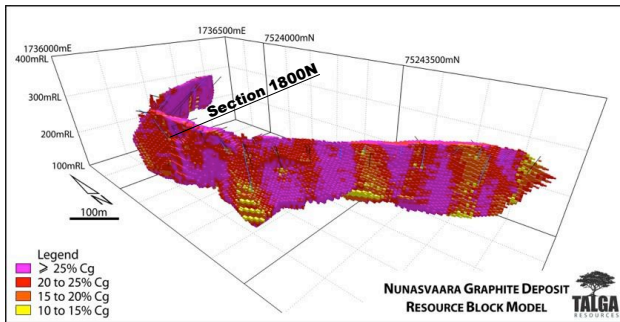 1736500mE
7524000mN
1736000mE
400mRL
75243500mN
Section 1800N
300mRL
200mRL
100mRL
100m
Legend
⩾ 25% Cg
20 to 25% Cg
15 to 20% Cg
10 to 15% Cg
NUNASVAARA GRAPHITE DEPOSIT
RESOURCE BLOCK MODEL
TALGA
RESOURCES